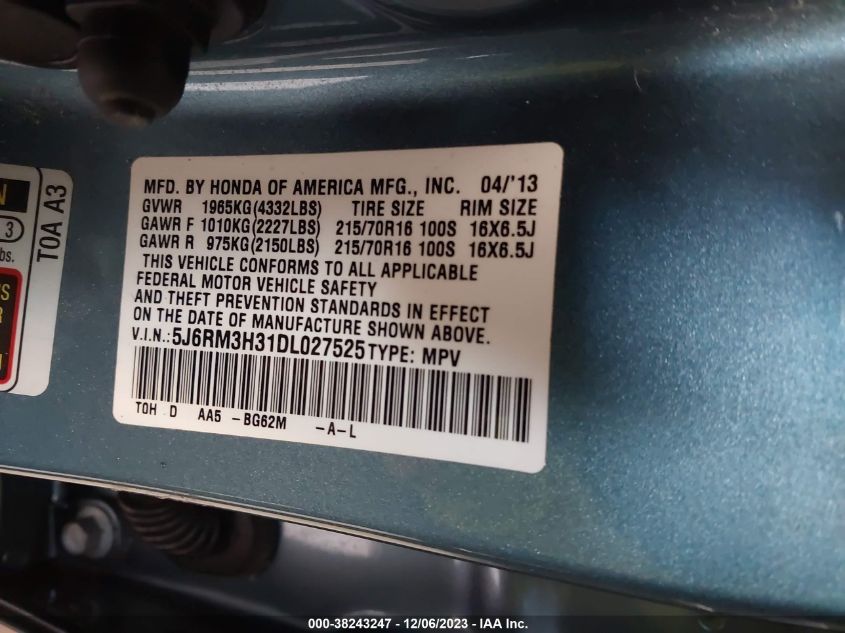 N
3
bs.
'S
R
T0A A3
MFD. BY HONDA OF AMERICA MFG., INC. 04/'13
GVWR 1965KG(4332LBS) TIRE SIZE RIM SIZE
GAWR F 1010KG(2227LBS) 215/70R16 100S 16X6.5J
GAWR R 975KG(2150LBS) 215/70R16 100S 16X6.5J
THIS VEHICLE CONFORMS TO ALL APPLICABLE
FEDERAL MOTOR VEHICLE SAFETY
AND THEFT PREVENTION STANDARDS IN EFFECT
ON THE DATE OF MANUFACTURE SHOWN ABOVE.
V.I.N.:5J6RM3H31DL027525 TYPE: MPV
T0H D AA5 -BG62M -A-L
000-38243247 - 12/06/2023 - IAA Inc.